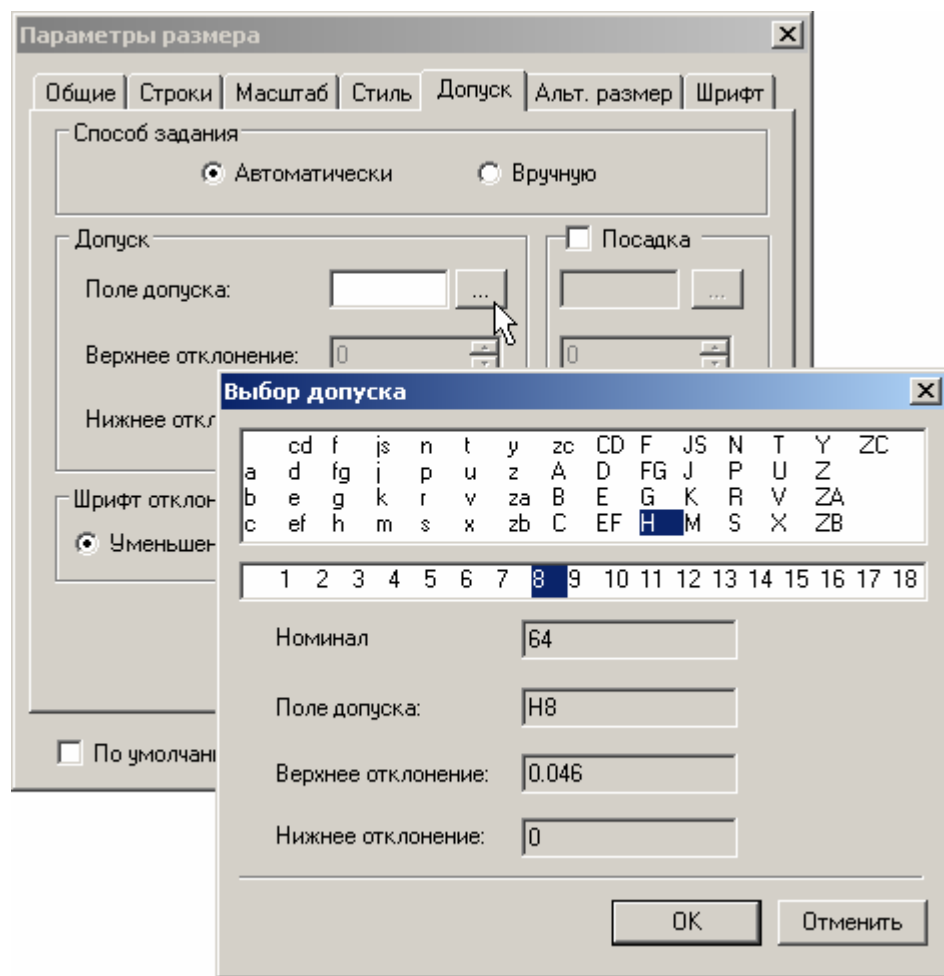 Параметры размера
Общие Строки Масштаб Стиль Допуск Альт. размер Шрифт
Способ задания
Автоматически Вручную
Допуск Посадка
Поле допуска: ... ...
Верхнее отклонение: 0 0
Нижнее откл
Шрифт отклон
Уменьшен
По умолчан
Выбор допуска
cd f js n t y zc CD F JS N T Y ZC
a d fg j p u z A D FG J P U Z
b e g k r v za B E G K R V ZA
c ef h m s x zb C EF H M S X ZB
1 2 3 4 5 6 7 8 9 10 11 12 13 14 15 16 17 18
Номинал 64
Поле допуска: H8
Верхнее отклонение: 0.046
Нижнее отклонение: 0
OK Отменить